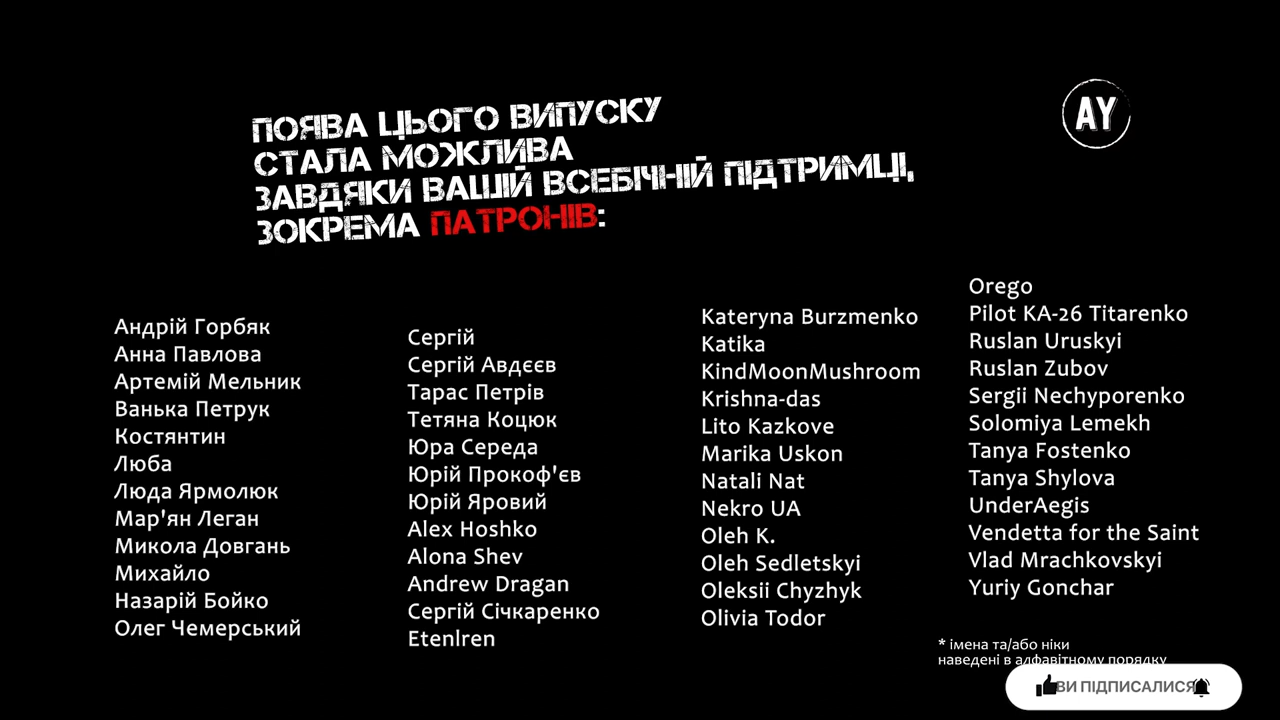 ПОЯВА ЦЬОГО ВИПУСКУ
СТАЛА МОЖЛИВА
ЗАВДЯКИ ВАШІЙ ВСЕБІЧНІЙ ПІДТРИМЦІ,
ЗОКРЕМА ПАТРОНІВ:
AY
Андрій Горбяк
Анна Павлова
Артемій Мельник
Ванька Петрук
Костянтин
Люба
Люда Ярмолюк
Мар'ян Леган
Микола Довгань
Михайло
Назарій Бойко
Олег Чемерський
Сергій
Сергій Авдєєв
Тарас Петрів
Тетяна Коцюк
Юра Середа
Юрій Прокоф'єв
Юрій Яровий
Alex Hoshko
Alona Shev
Andrew Dragan
Сергій Січкаренко
Etenlren
Kateryna Burzmenko
Katika
KindMoonMushroom
Krishna-das
Lito Kazkove
Marika Uskon
Natali Nat
Nekro UA
Oleh K.
Oleh Sedletskyi
Oleksii Chyzhyk
Olivia Todor
Orego
Pilot KA-26 Titarenko
Ruslan Uruskyi
Ruslan Zubov
Sergii Nechyporenko
Solomiya Lemekh
Tanya Fostenko
Tanya Shylova
UnderAegis
Vendetta for the Saint
Vlad Mrachkovskyi
Yuriy Gonchar
* імена та/або ніки
наведені в алфавітному порядку
ВИ ПІДПИСАЛИСЯ